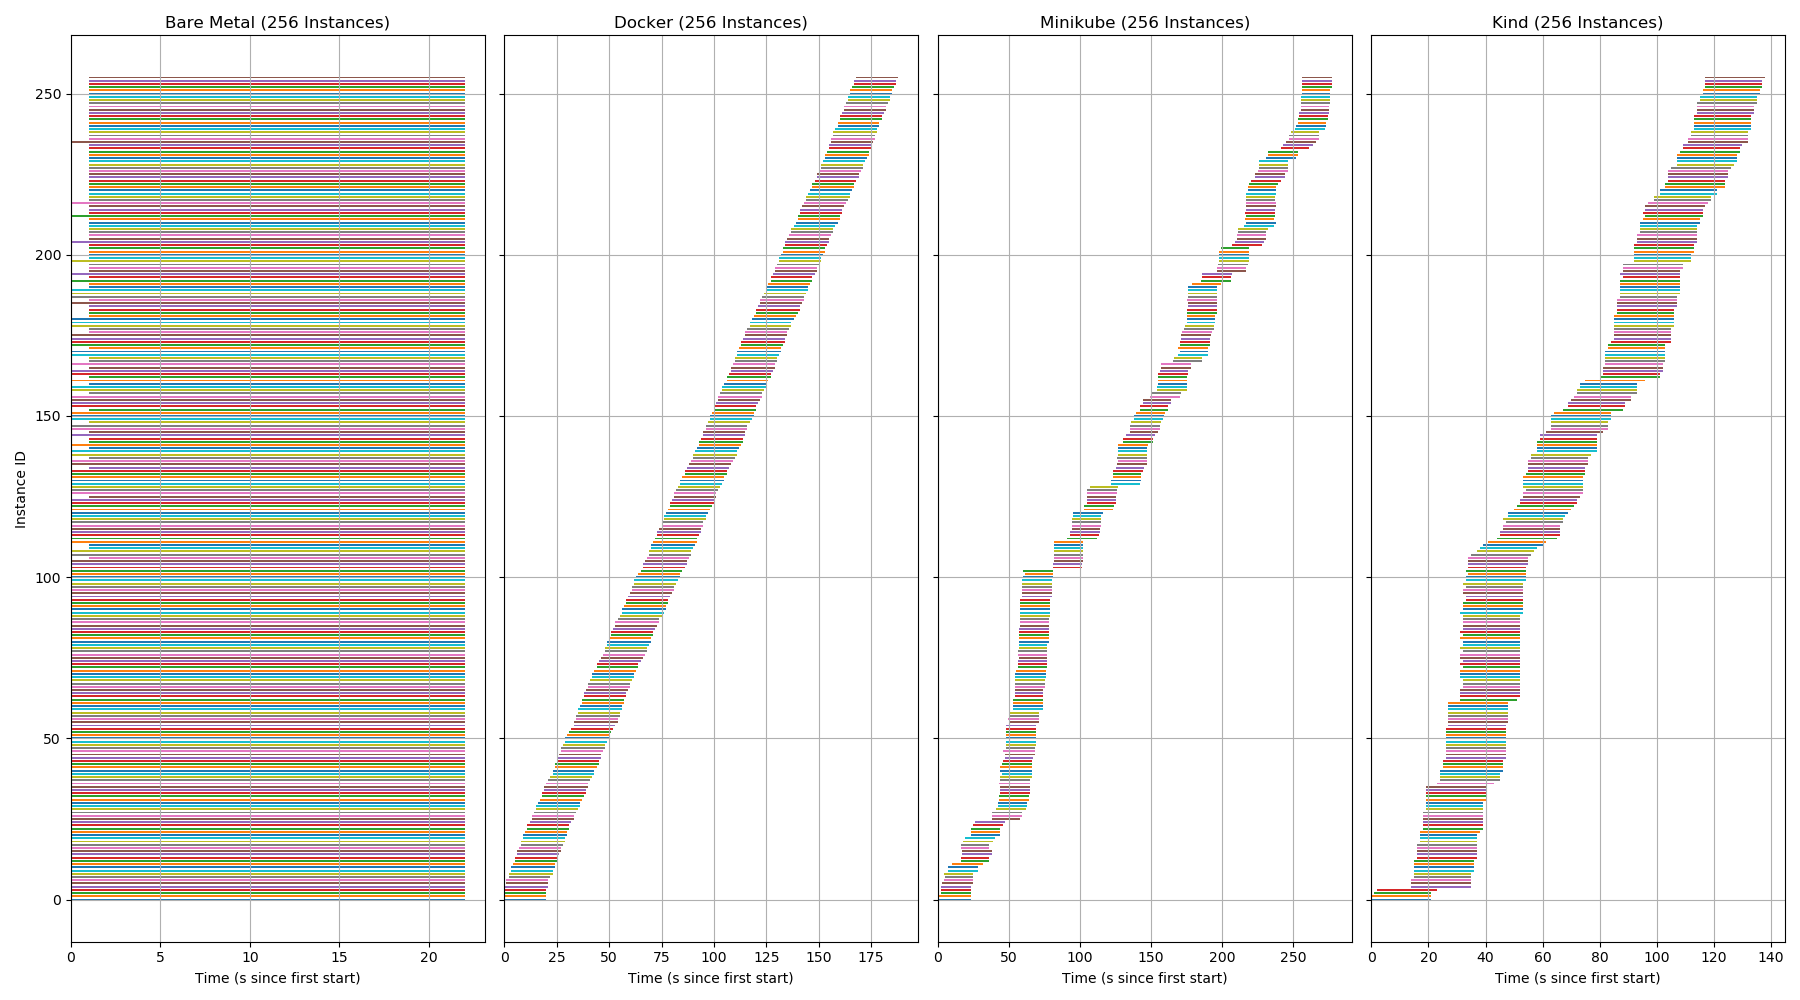 Bare Metal (256 Instances)
Docker (256 Instances)
Minikube (256 Instances)
Kind (256 Instances)
Instance ID
250
200
150
100
50
0
0 5 10 15 20
0 25 50 75 100 125 150 175
0 50 100 150 200 250
0 20 40 60 80 100 120 140
Time (s since first start)
Time (s since first start)
Time (s since first start)
Time (s since first start)